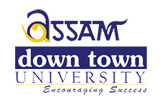 assam
down town
UNIVERSITY
Encouraging Success